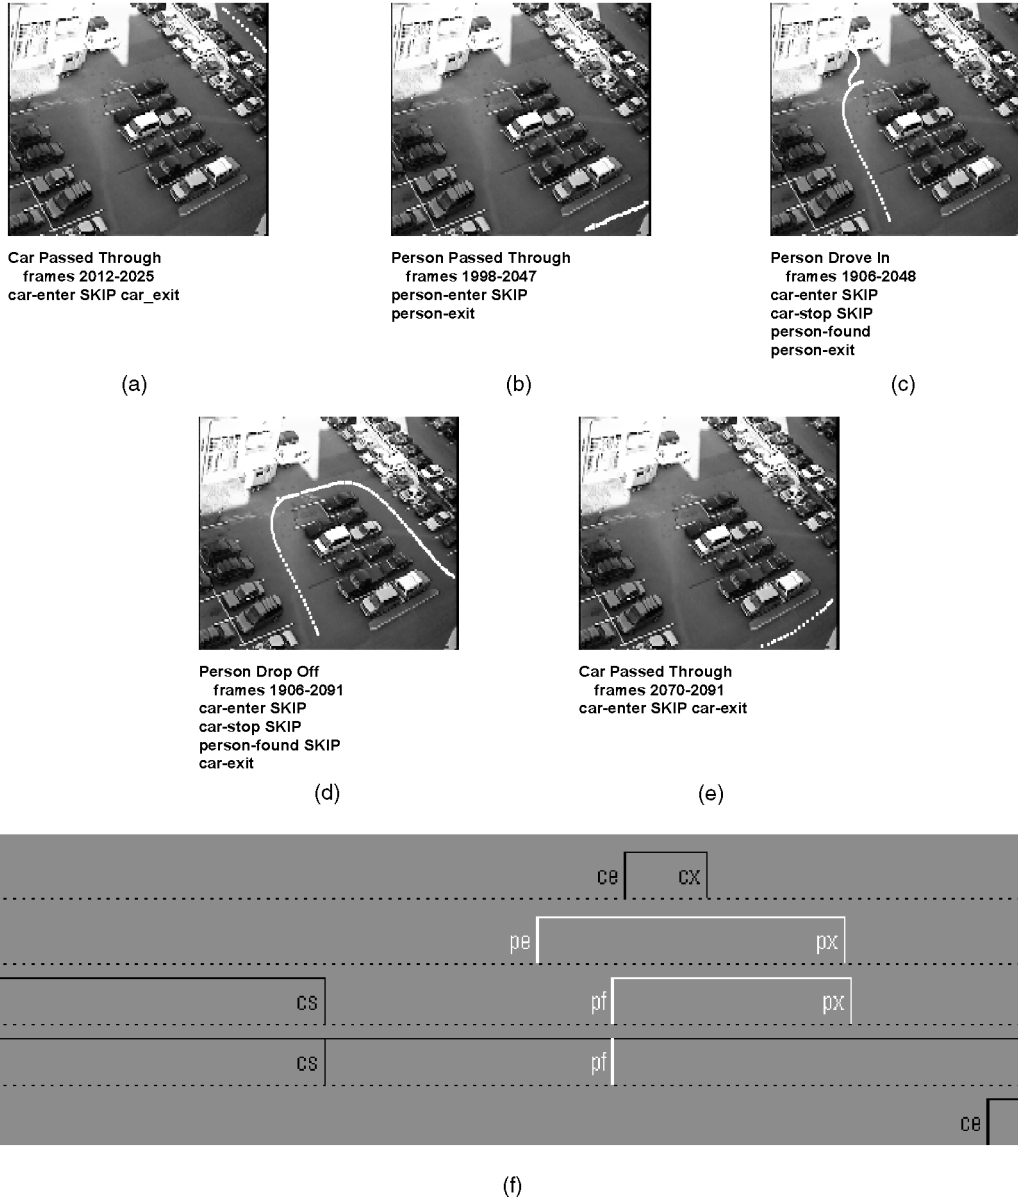 Car Passed Through
frames 2012-2025
car-enter SKIP car_exit
(a)
Person Passed Through
frames 1998-2047
person-enter SKIP
person-exit
(b)
Person Drove In
frames 1906-2048
car-enter SKIP
car-stop SKIP
person-found
person-exit
(c)
Person Drop Off
frames 1906-2091
car-enter SKIP
car-stop SKIP
person-found SKIP
car-exit
(d)
Car Passed Through
frames 2070-2091
car-enter SKIP car-exit
(e)
ce cx
pe px
cs pf px
cs pf
ce
(f)